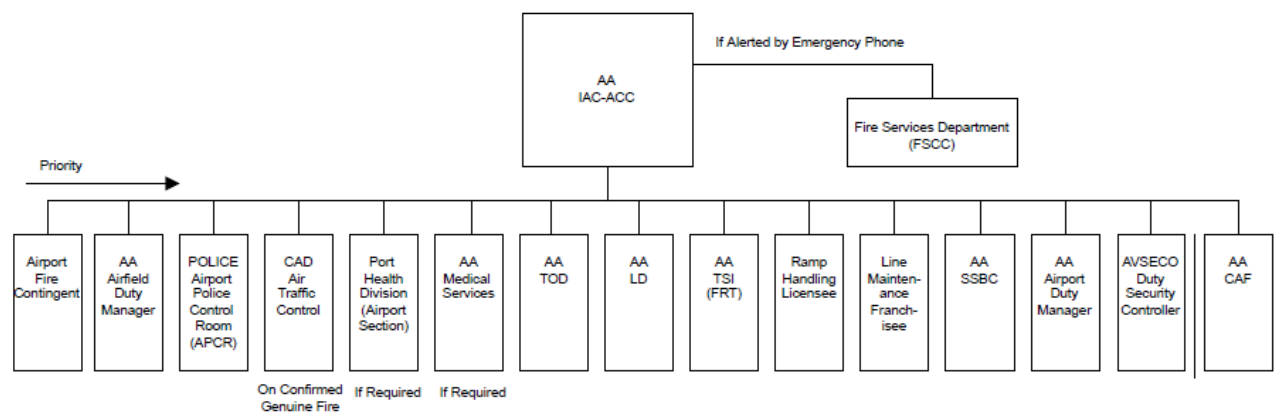 If Alerted by Emergency Phone
AA
IAC-ACC
Fire Services Department
(FSCC)
Priority
Airport
Fire
Contingent
AA
Airfield
Duty
Manager
POLICE
Airport
Police
Control
Room
(APCR)
CAD
Air
Traffic
Control
Port
Health
Division
(Airport
Section)
AA
Medical
Services
AA
TOD
AA
LD
AA
TSI
(FRT)
Ramp
Handling
Licensee
Line
Mainten-
ance
Franch-
isee
AA
SSBC
AA
Airport
Duty
Manager
AVSECO
Duty
Security
Controller
AA
CAF
On Confirmed
Genuine Fire
If Required
If Required